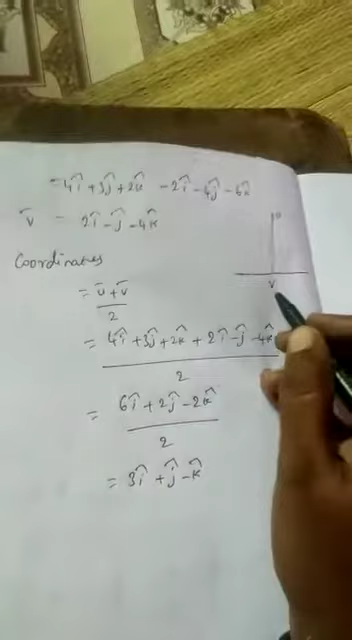 = 4î + 3ĵ + 2k̂ - 2î - 4ĵ - 6k̂
v̄ = 2î - ĵ - 4k̂
Coordinates
= ū + v̄
2
= 4î + 3ĵ + 2k̂ + 2î - ĵ - 4k̂
2
= 6î + 2ĵ - 2k̂
2
= 3î + ĵ - k̂
u
v